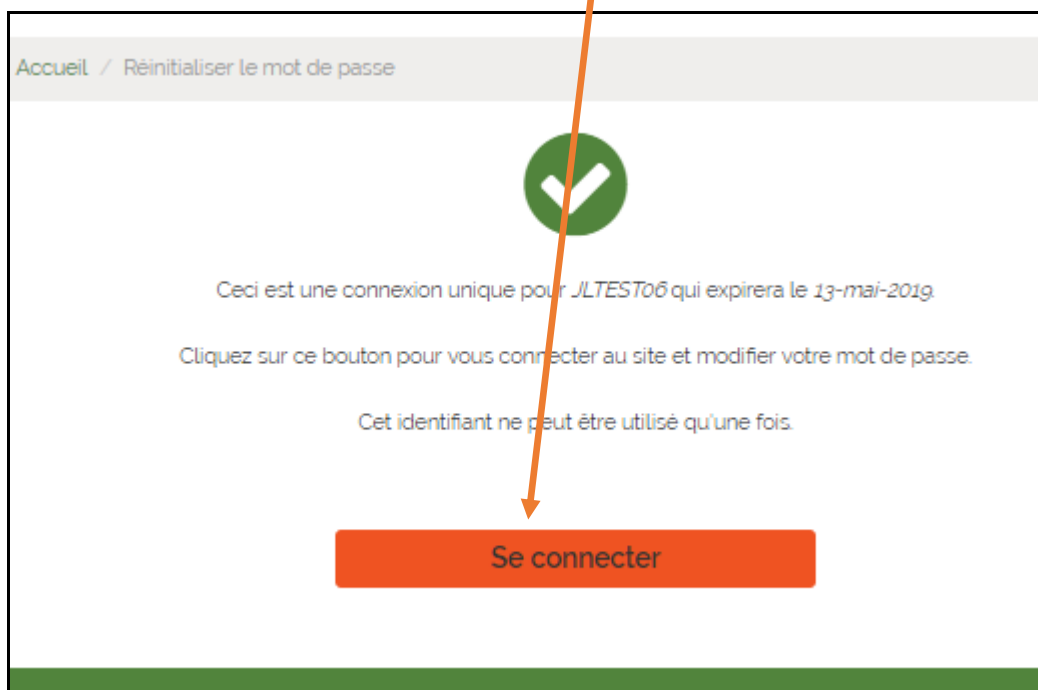 Accueil / Réinitialiser le mot de passe
Ceci est une connexion unique pour JLTEST06 qui expirera le 13-mai-2019.
Cliquez sur ce bouton pour vous connecter au site et modifier votre mot de passe.
Cet identifiant ne peut être utilisé qu'une fois.
Se connecter